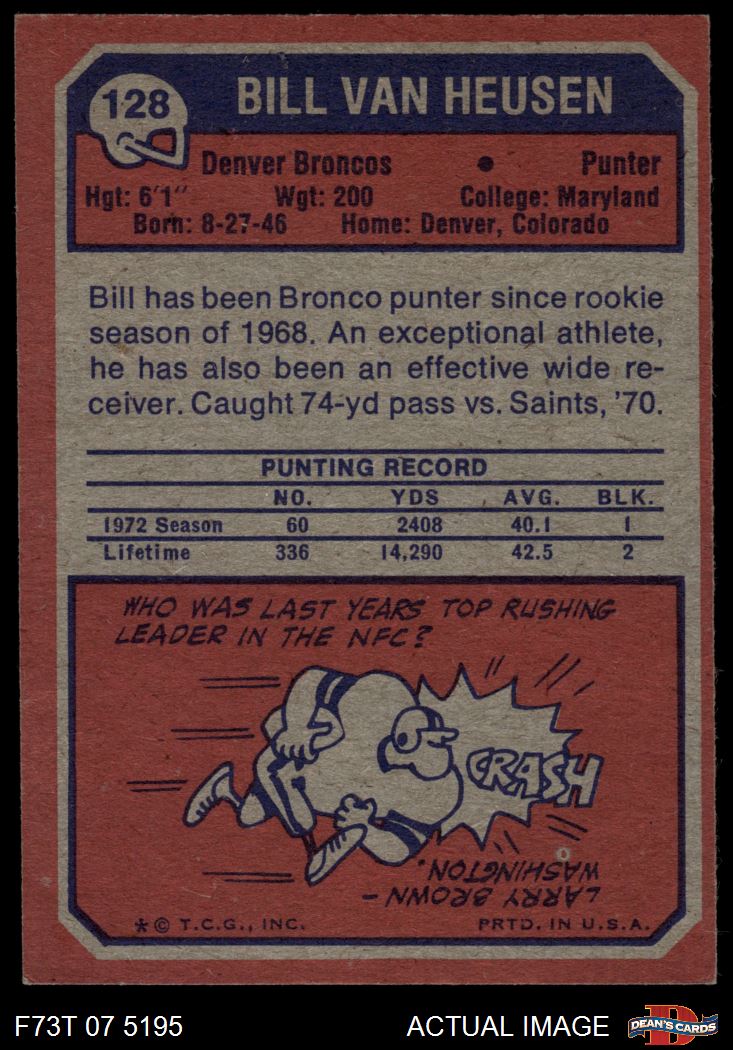 128
BILL VAN HEUSEN
Denver Broncos • Punter
Hgt: 6'1" Wgt: 200 College: Maryland
Born: 8-27-46 Home: Denver, Colorado
Bill has been Bronco punter since rookie
season of 1968. An exceptional athlete,
he has also been an effective wide re-
ceiver. Caught 74-yd pass vs. Saints, '70.
PUNTING RECORD
NO. YDS AVG. BLK.
1972 Season 60 2408 40.1 1
Lifetime 336 14,290 42.5 2
WHO WAS LAST YEARS TOP RUSHING
LEADER IN THE NFC?
CRASH
LARRY BROWN –
WASHINGTON.
* © T.C.G., INC. PRTD. IN U.S.A.
F73T 07 5195 ACTUAL IMAGE
D
DEAN'S CARDS